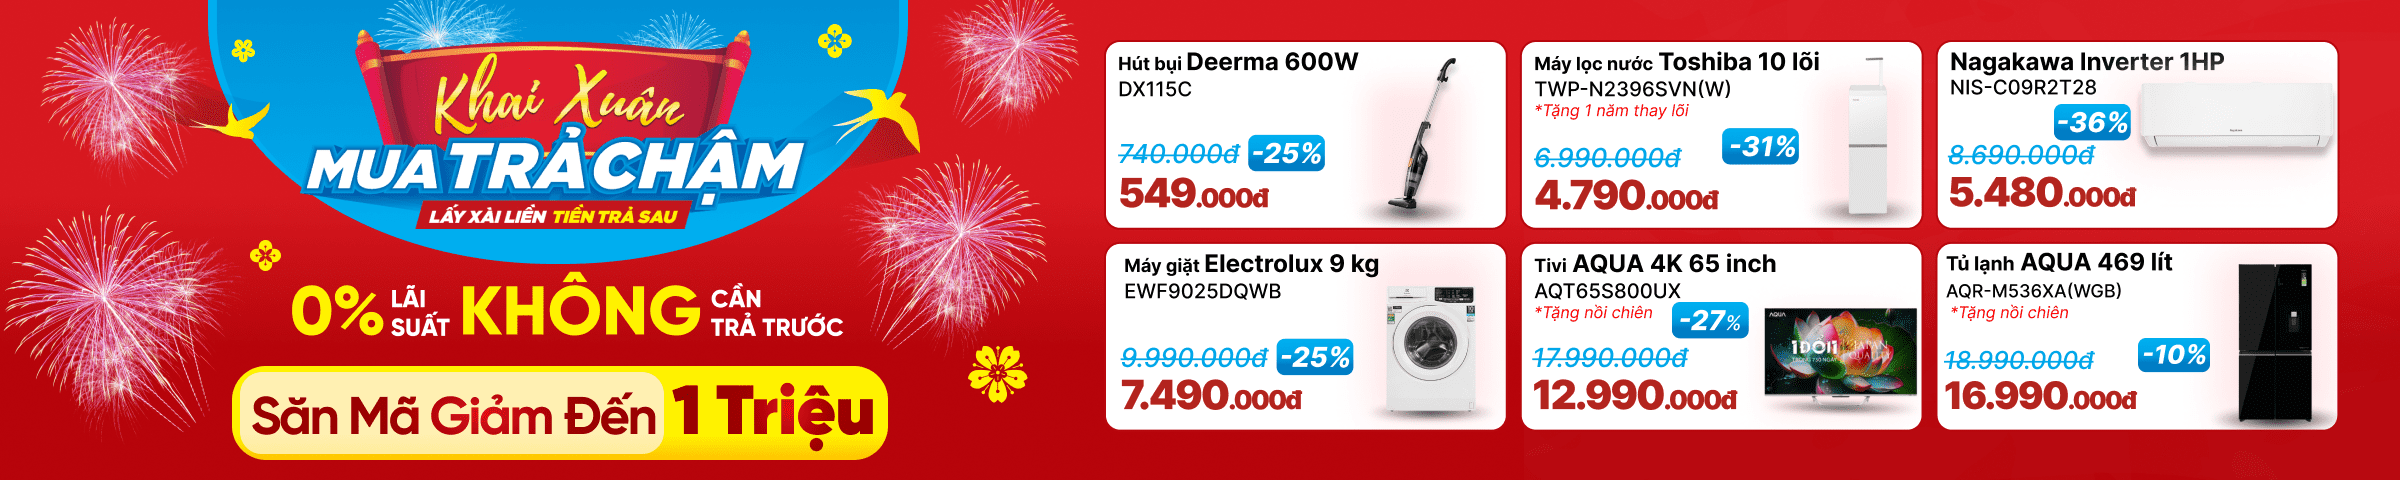 Khai Xuân
MUA TRẢ CHẬM
LẤY XÀI LIỀN TIỀN TRẢ SAU
0% LÃI SUẤT KHÔNG CẦN TRẢ TRƯỚC
Săn Mã Giảm Đến 1 Triệu
Hút bụi Deerma 600W
DX115C
740.000đ -25%
549.000đ
Máy lọc nước Toshiba 10 lõi
TWP-N2396SVN(W)
*Tặng 1 năm thay lõi
6.990.000đ -31%
4.790.000đ
Nagakawa Inverter 1HP
NIS-C09R2T28
-36%
8.690.000đ
5.480.000đ
Máy giặt Electrolux 9 kg
EWF9025DQWB
9.990.000đ -25%
7.490.000đ
Tivi AQUA 4K 65 inch
AQT65S800UX
*Tặng nồi chiên
-27%
17.990.000đ
12.990.000đ
AQUA
1 ĐỔI 1
Tủ lạnh AQUA 469 lít
AQR-M536XA(WGB)
*Tặng nồi chiên
18.990.000đ -10%
16.990.000đ